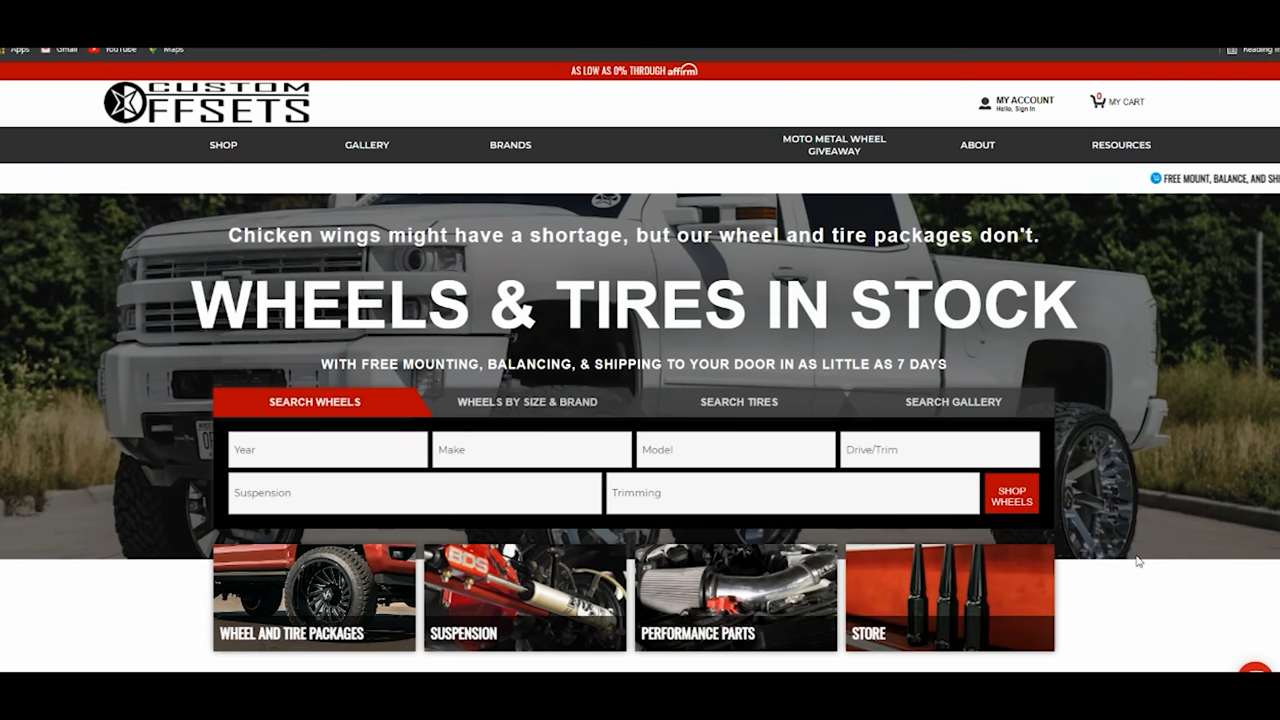 Apps Gmail YouTube Maps Reading
AS LOW AS 0% THROUGH affirm
CUSTOM
OFFSETS
MY ACCOUNT
Hello, Sign In
0
MY CART
SHOP GALLERY BRANDS MOTO METAL WHEEL GIVEAWAY ABOUT RESOURCES
FREE MOUNT, BALANCE, AND SHI
Chicken wings might have a shortage, but our wheel and tire packages don't.
WHEELS & TIRES IN STOCK
WITH FREE MOUNTING, BALANCING, & SHIPPING TO YOUR DOOR IN AS LITTLE AS 7 DAYS
SEARCH WHEELS WHEELS BY SIZE & BRAND SEARCH TIRES SEARCH GALLERY
Year Make Model Drive/Trim
Suspension Trimming SHOP WHEELS
BDS
WHEEL AND TIRE PACKAGES SUSPENSION PERFORMANCE PARTS STORE